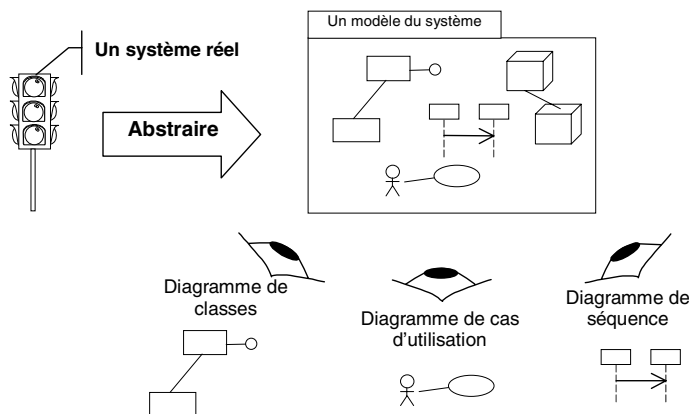 Un modèle du système
Un système réel
Abstraire
Diagramme de
classes
Diagramme de cas
d'utilisation
Diagramme de
séquence